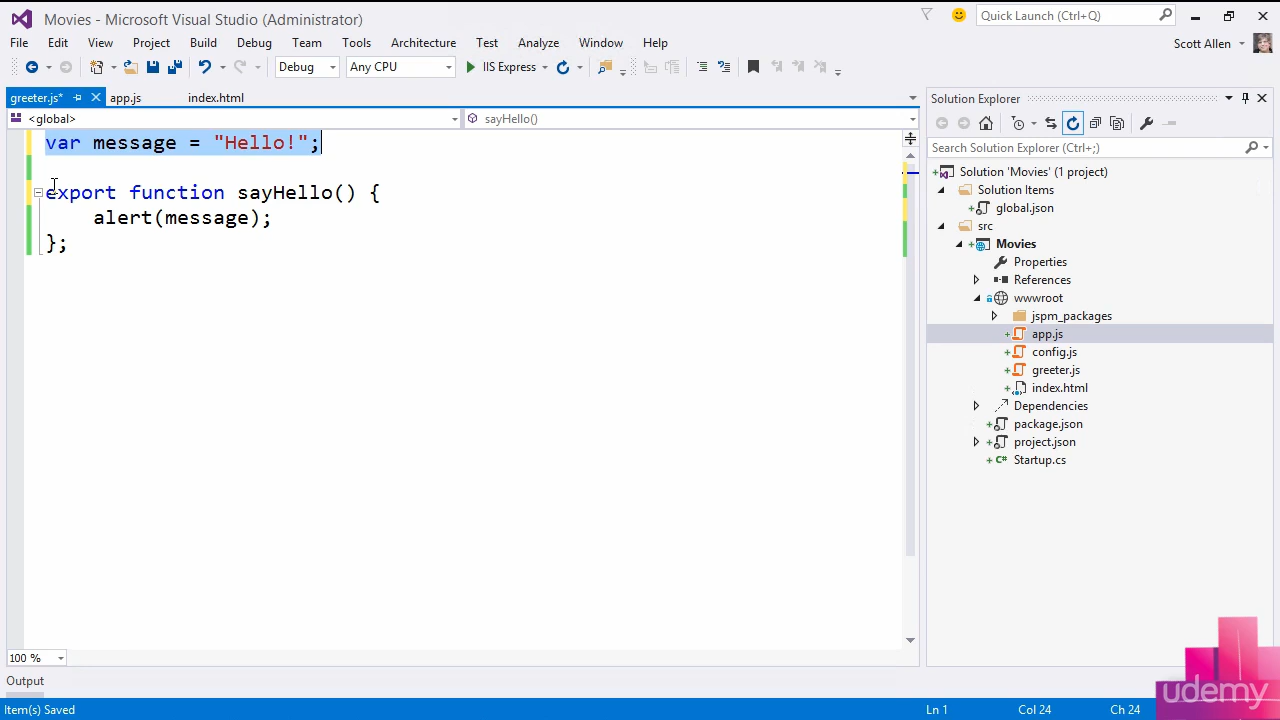 Movies - Microsoft Visual Studio (Administrator)
Quick Launch (Ctrl+Q)
File Edit View Project Build Debug Team Tools Architecture Test Analyze Window Help
Scott Allen
Debug Any CPU IIS Express
greeter.js* app.js index.html
<global> sayHello()
var message = "Hello!";
export function sayHello() {
alert(message);
};
100 %
Solution Explorer
Search Solution Explorer (Ctrl+;)
Solution 'Movies' (1 project)
Solution Items
global.json
src
Movies
Properties
References
wwwroot
jspm_packages
app.js
config.js
greeter.js
index.html
Dependencies
package.json
project.json
Startup.cs
Output
Item(s) Saved
Ln 1 Col 24 Ch 24
udemy